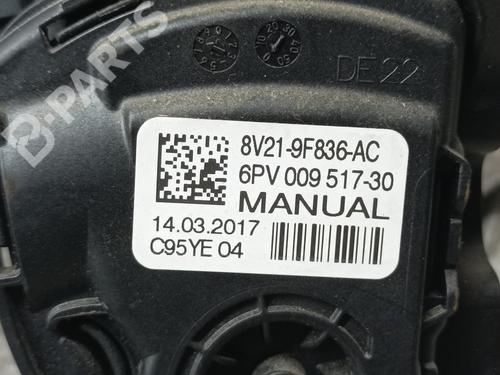 B-PARTS
DE22
8V21-9F836-AC
6PV 009 517-30
MANUAL
14.03.2017
C95YE 04